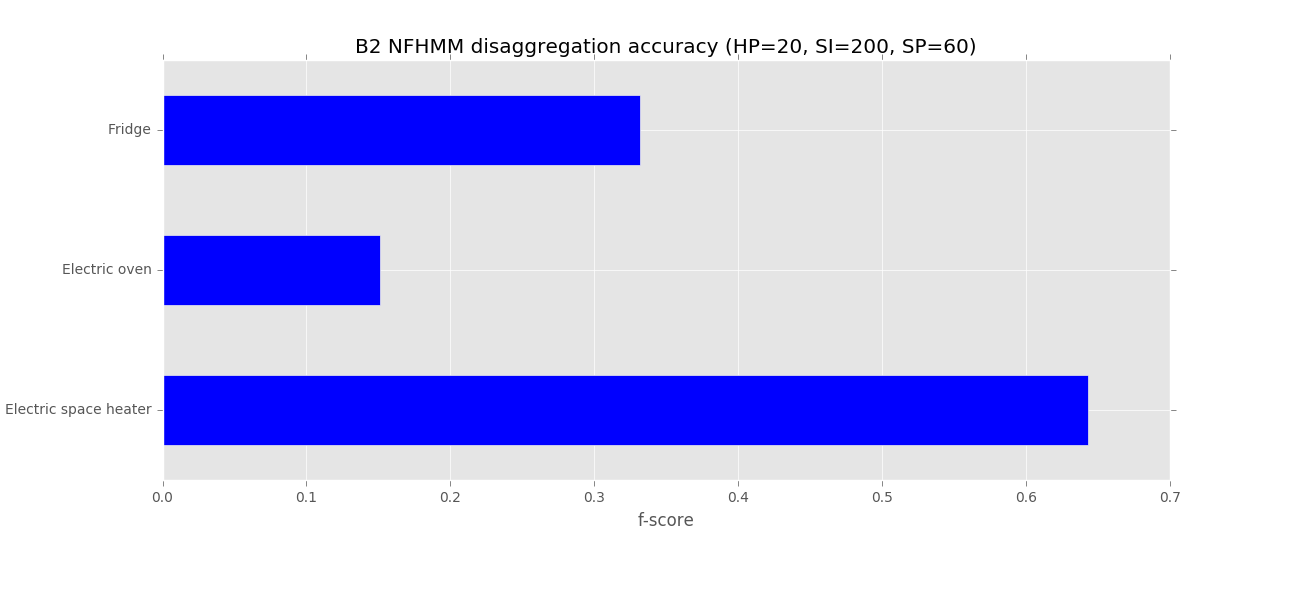 B2 NFHMM disaggregation accuracy (HP=20, SI=200, SP=60)
Fridge
Electric oven
Electric space heater
0.0 0.1 0.2 0.3 0.4 0.5 0.6 0.7
f-score